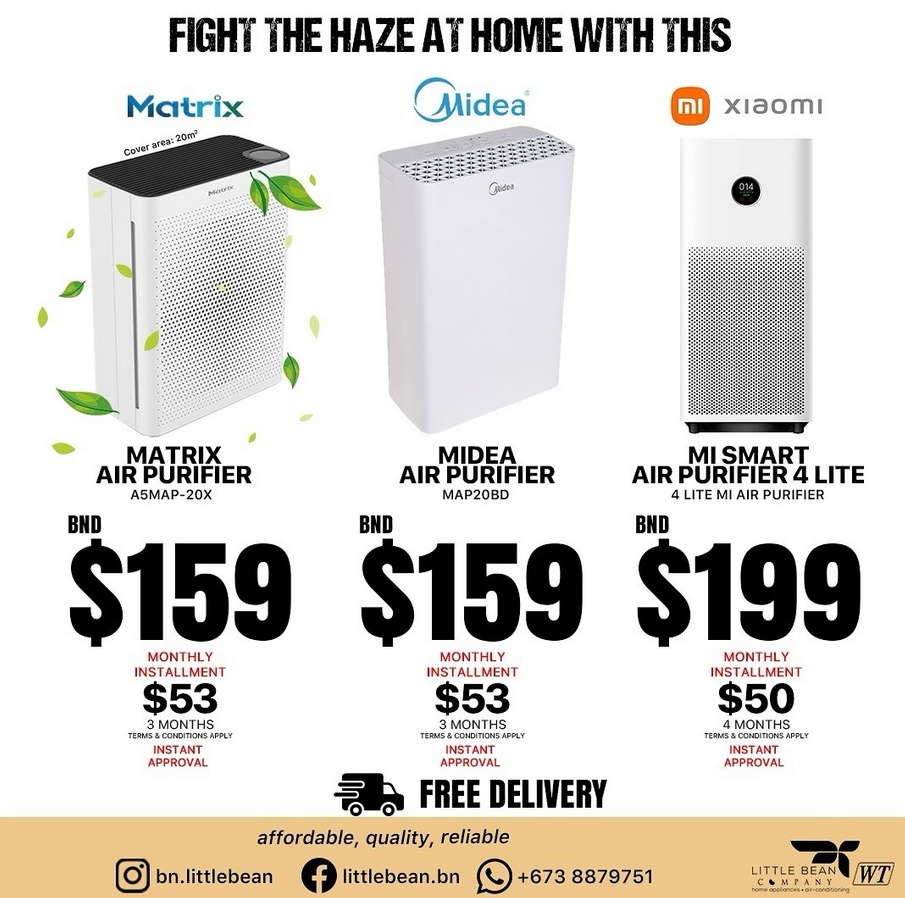 FIGHT THE HAZE AT HOME WITH THIS
Matrix
Midea
mi xiaomi
Cover area: 20m²
Matrix
Midea
014
MATRIX
AIR PURIFIER
A5MAP-20X
BND
$159
MONTHLY
INSTALLMENT
$53
3 MONTHS
TERMS & CONDITIONS APPLY
INSTANT
APPROVAL
MIDEA
AIR PURIFIER
MAP20BD
BND
$159
MONTHLY
INSTALLMENT
$53
3 MONTHS
TERMS & CONDITIONS APPLY
INSTANT
APPROVAL
MI SMART
AIR PURIFIER 4 LITE
4 LITE MI AIR PURIFIER
BND
$199
MONTHLY
INSTALLMENT
$50
4 MONTHS
TERMS & CONDITIONS APPLY
INSTANT
APPROVAL
FREE DELIVERY
affordable, quality, reliable
bn.littlebean
littlebean.bn
+673 8879751
LITTLE BEAN
COMPANY
home appliances • air-conditioning
WT